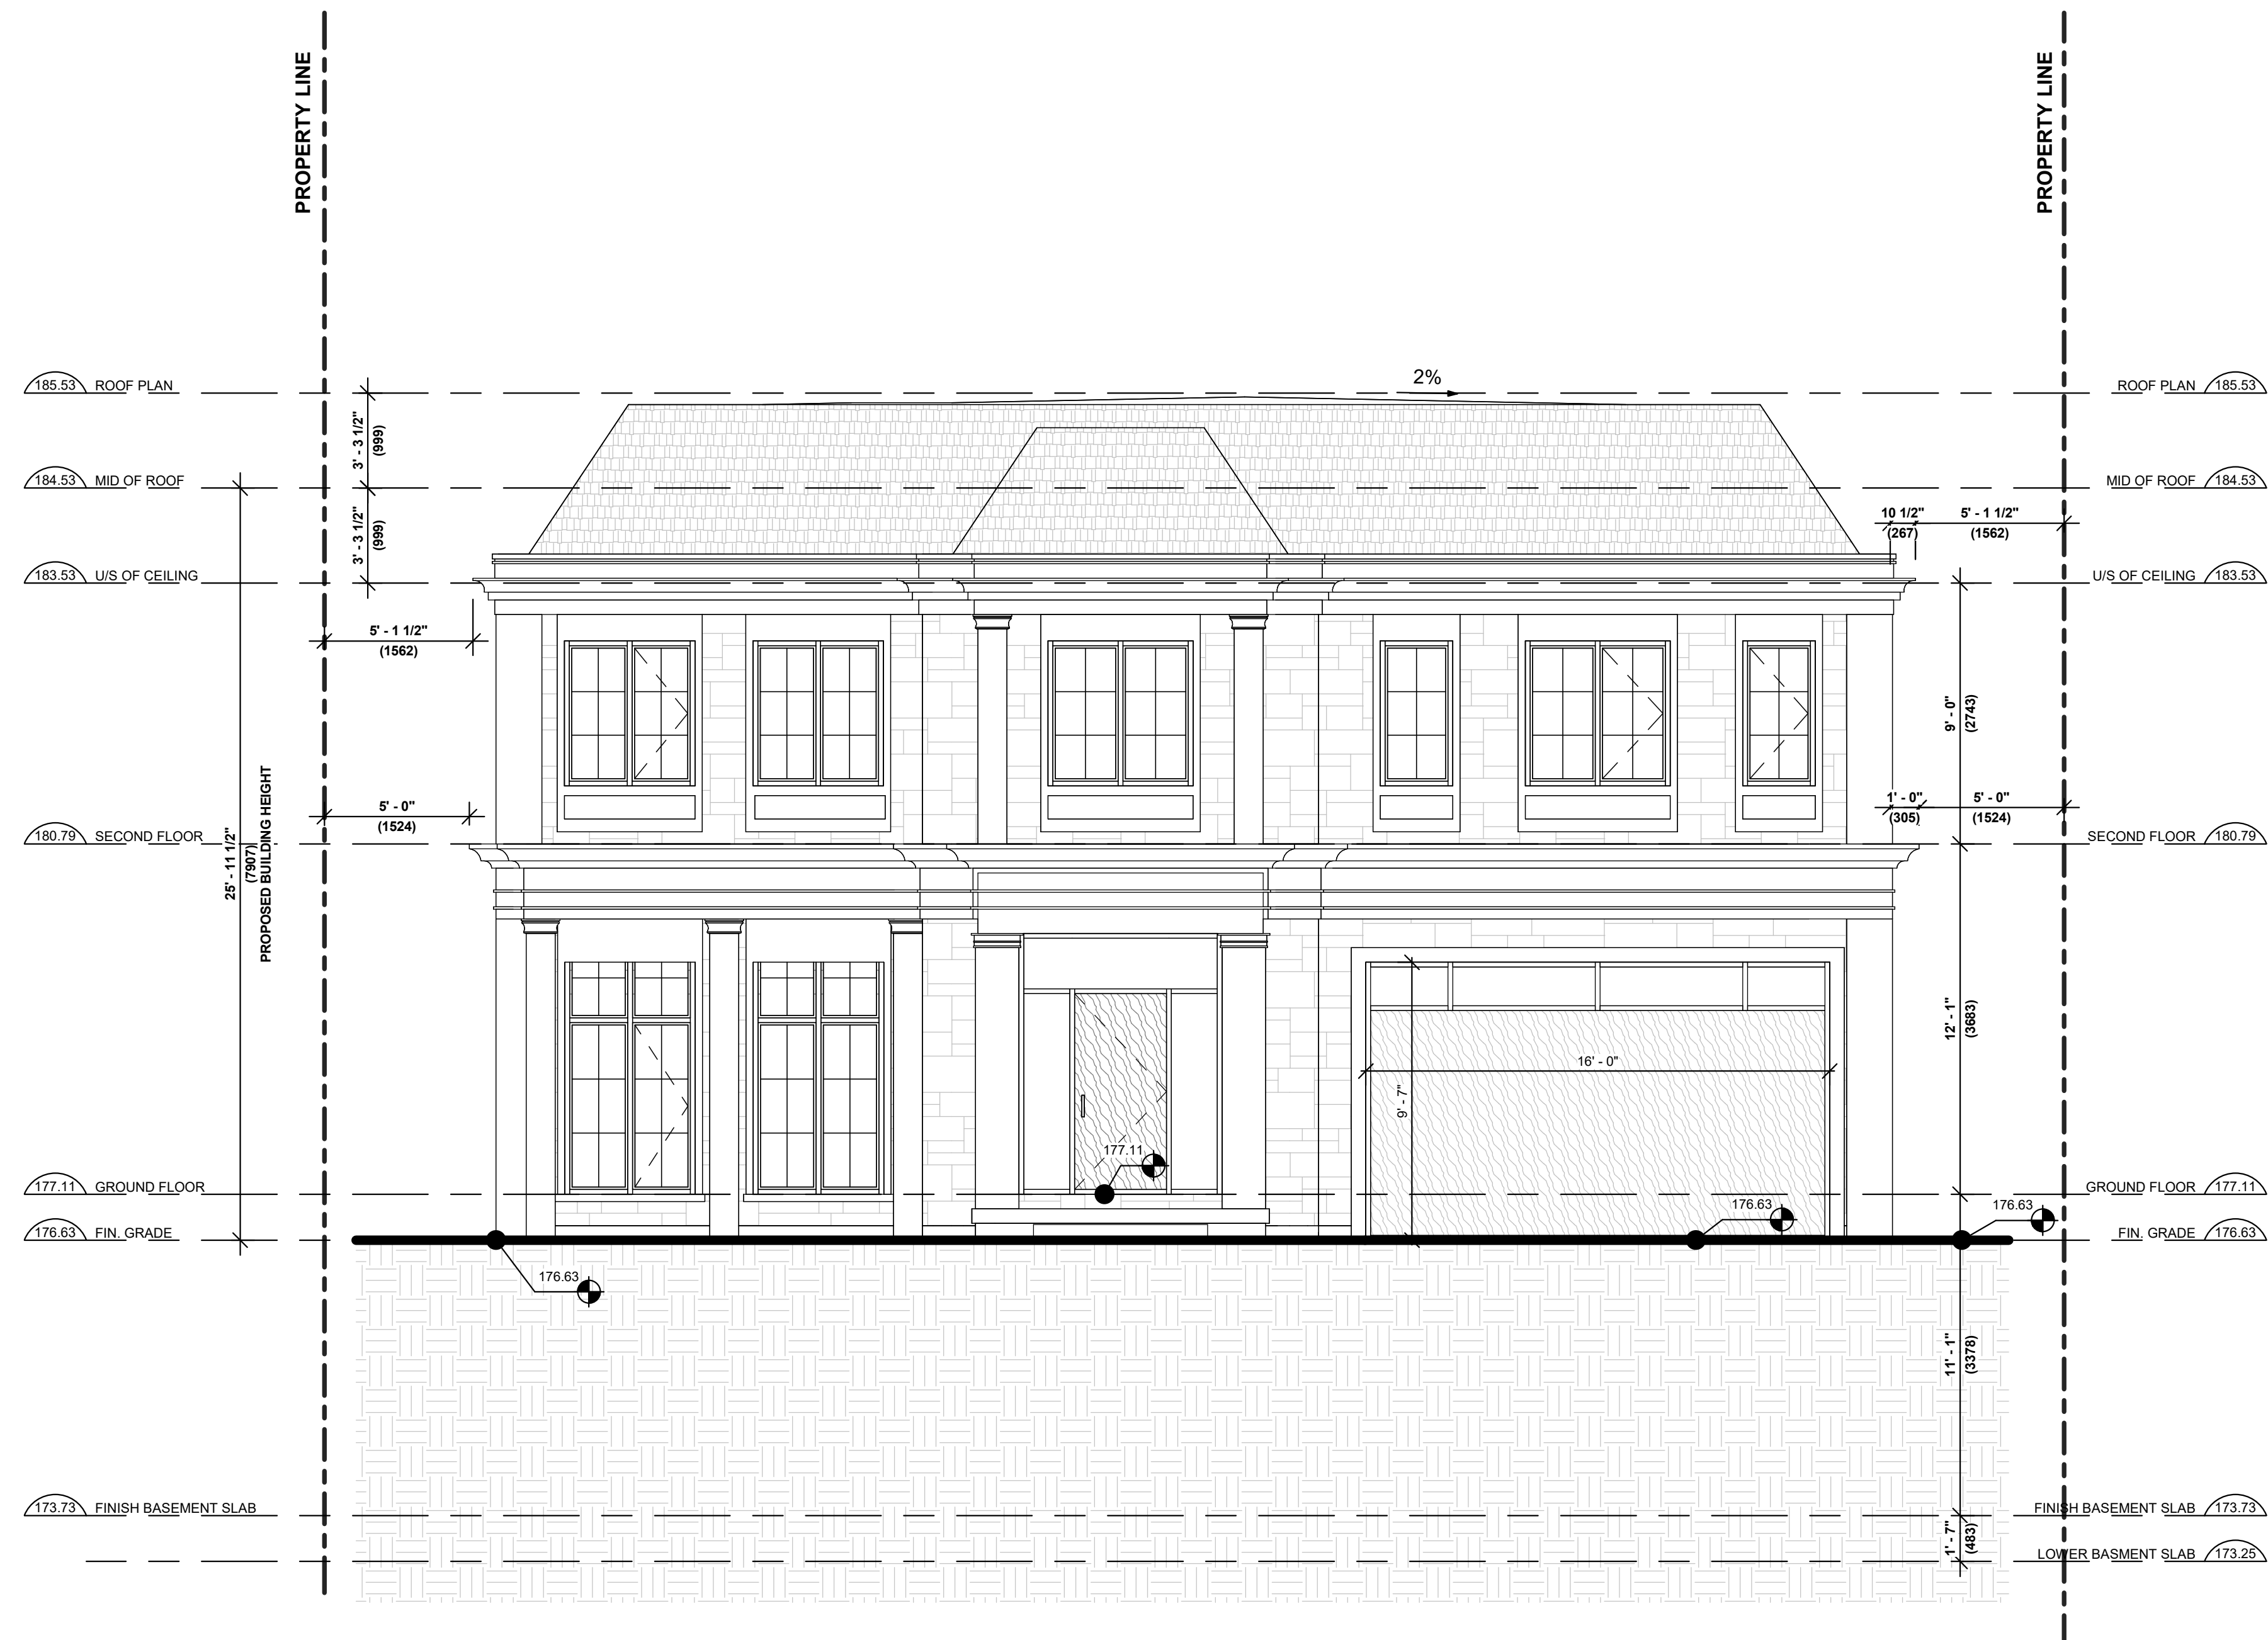 PROPERTY LINE
PROPERTY LINE
2%
185.53 ROOF PLAN
ROOF PLAN 185.53
3' - 3 1/2"
(999)
184.53 MID OF ROOF
MID OF ROOF 184.53
10 1/2"
(267)
5' - 1 1/2"
(1562)
3' - 3 1/2"
(999)
183.53 U/S OF CEILING
U/S OF CEILING 183.53
5' - 1 1/2"
(1562)
9' - 0"
(2743)
5' - 0"
(1524)
1' - 0"
(305)
5' - 0"
(1524)
180.79 SECOND FLOOR
SECOND FLOOR 180.79
25' - 11 1/2"
(7907)
PROPOSED BUILDING HEIGHT
12' - 1"
(3683)
16' - 0"
9' - 7"
177.11
177.11 GROUND FLOOR
GROUND FLOOR 177.11
176.63
176.63
176.63 FIN. GRADE
FIN. GRADE 176.63
176.63
11' - 1"
(3378)
173.73 FINISH BASEMENT SLAB
FINISH BASEMENT SLAB 173.73
1' - 7"
(483)
LOWER BASMENT SLAB 173.25